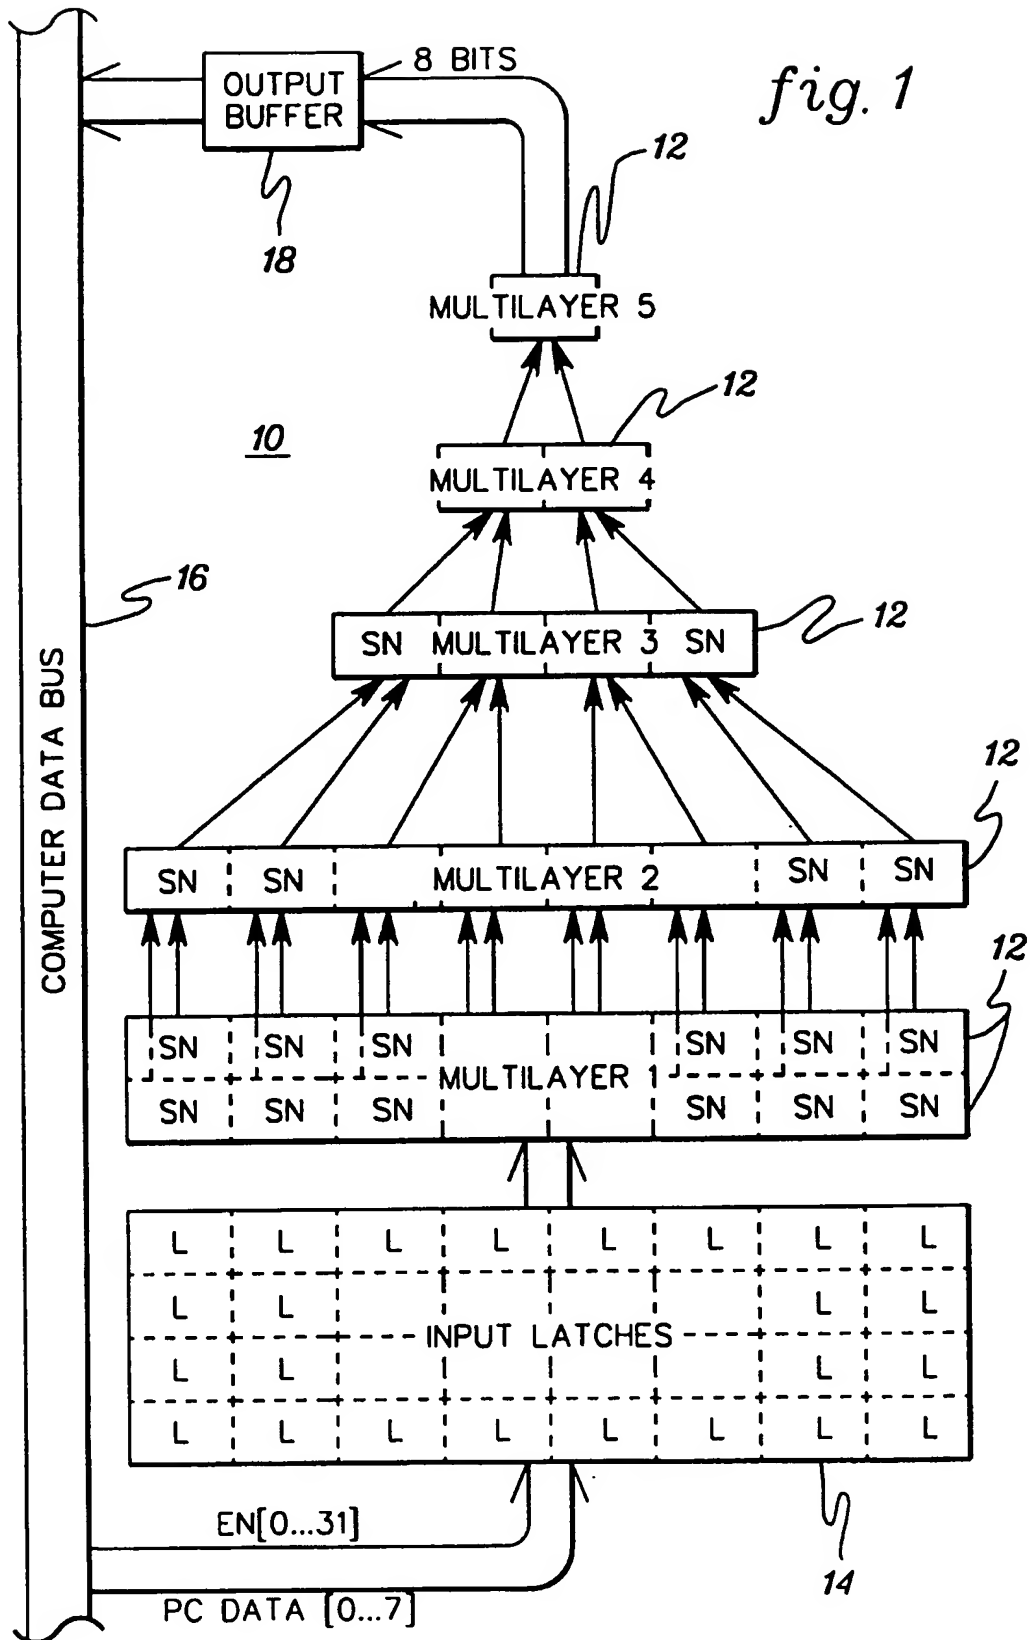 8 BITS
fig. 1
OUTPUT
BUFFER
12
18
MULTILAYER 5
12
10
MULTILAYER 4
16
12
SN MULTILAYER 3 SN
COMPUTER DATA BUS
12
SN SN MULTILAYER 2 SN SN
12
SN SN SN SN SN SN
MULTILAYER 1
SN SN SN SN SN SN
L L L L L L L L
L L L L
INPUT LATCHES
L L L L
L L L L L L L L
EN[0...31]
14
PC DATA [0...7]